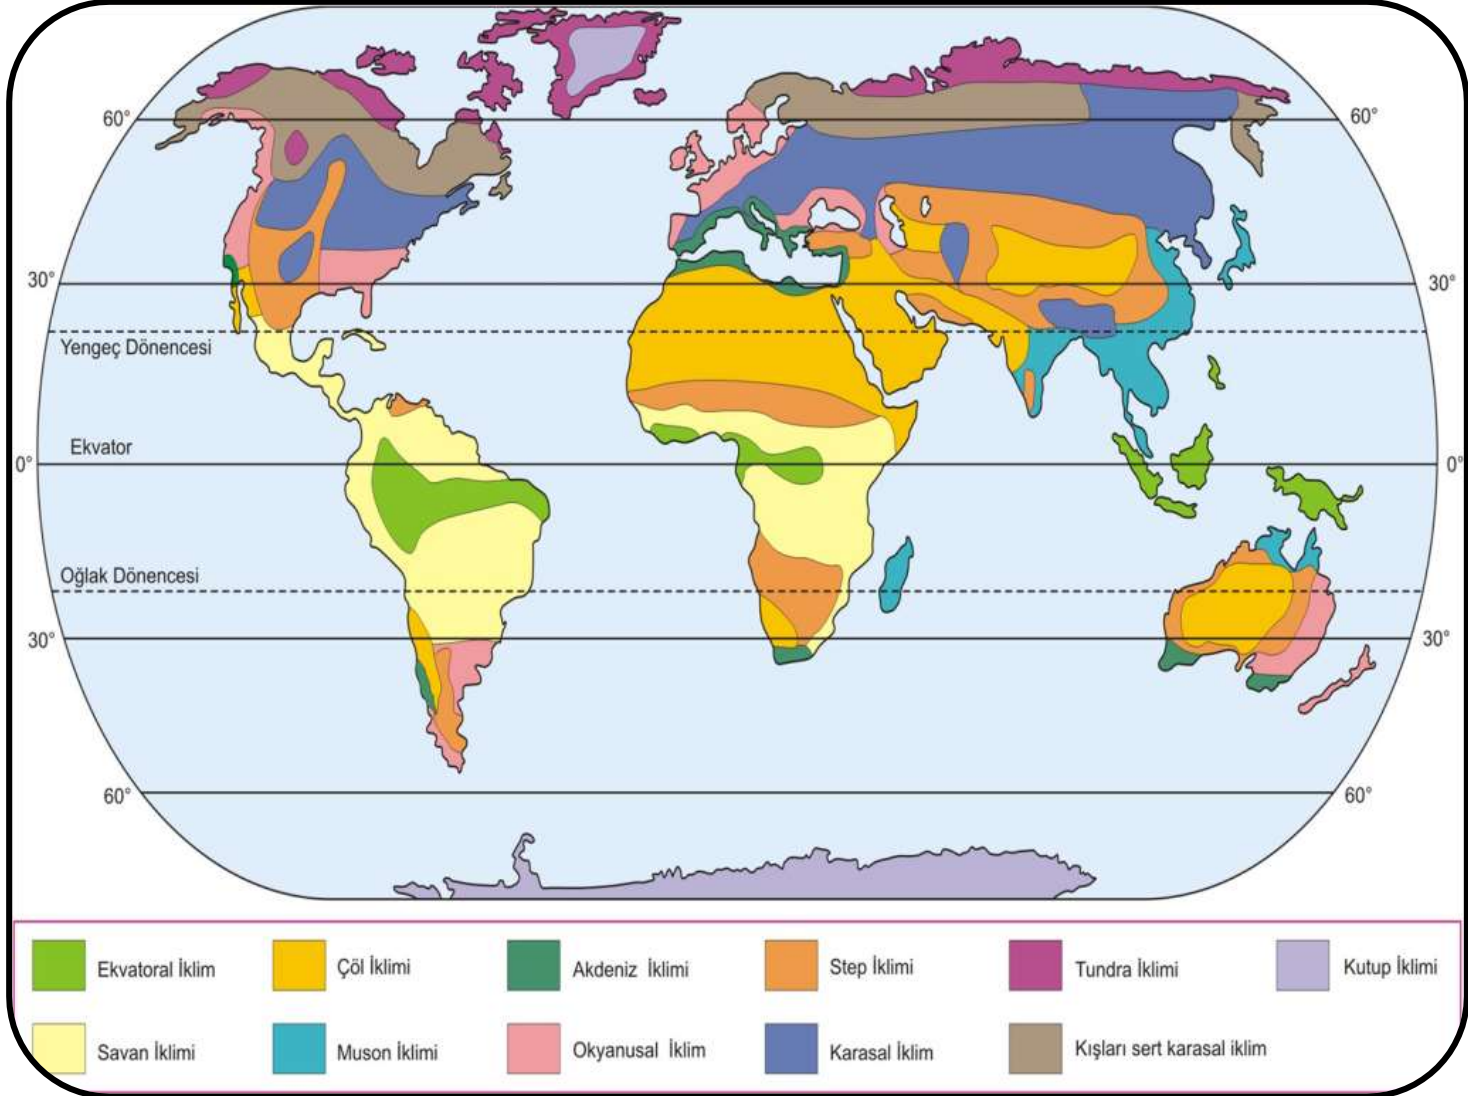 60°
60°
30°
30°
Yengeç Dönencesi
Ekvator
0°
0°
Oğlak Dönencesi
30°
30°
60°
60°
Ekvatoral İklim
Çöl İklimi
Akdeniz İklimi
Step İklimi
Tundra İklimi
Kutup İklimi
Savan İklimi
Muson İklimi
Okyanusal İklim
Karasal İklim
Kışları sert karasal iklim